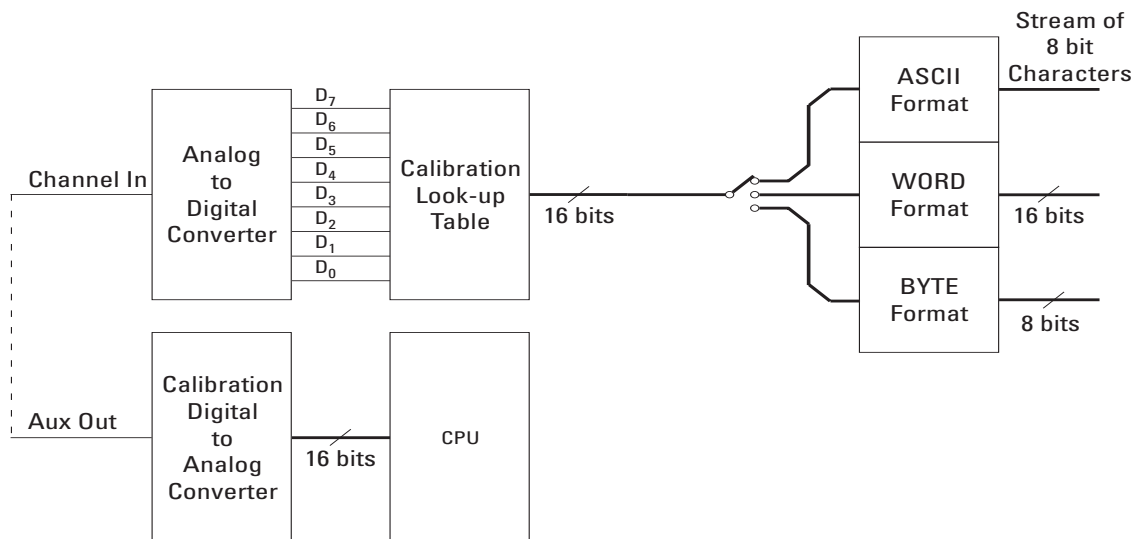 Stream of
8 bit
Characters
ASCII
Format
D7
D6
D5
D4
D3
D2
D1
D0
Analog
to
Digital
Converter
Calibration
Look-up
Table
Channel In
16 bits
WORD
Format
16 bits
BYTE
Format
8 bits
Calibration
Digital
to
Analog
Converter
Aux Out
16 bits
CPU